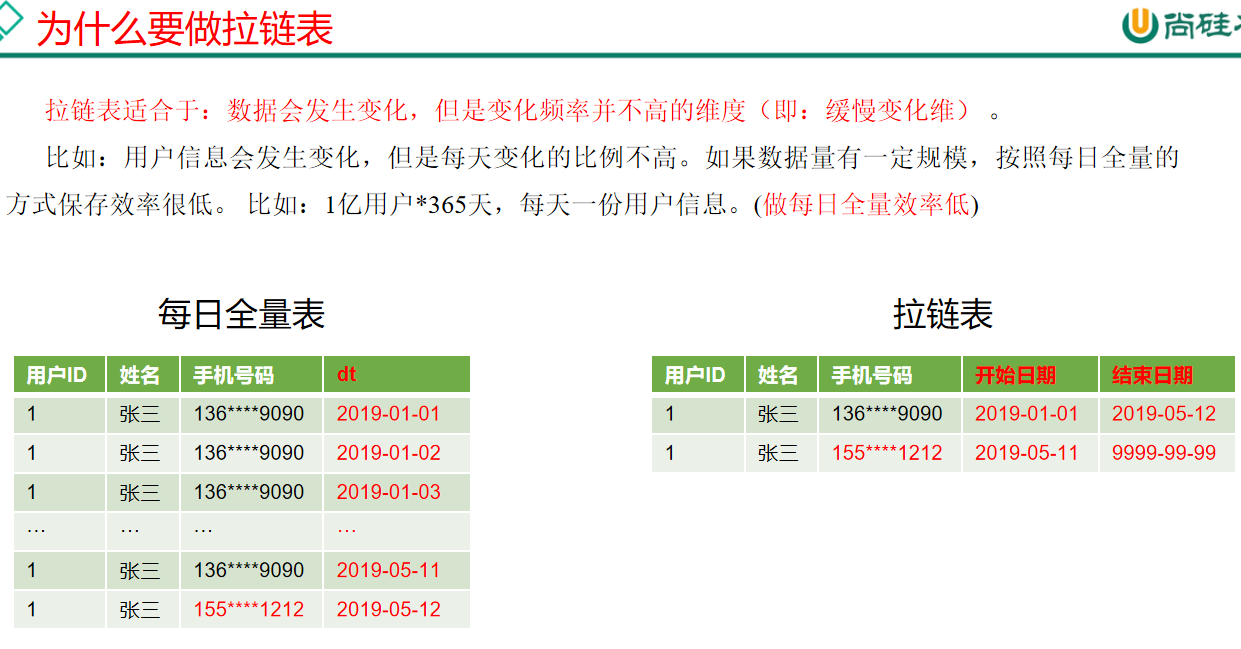 为什么要做拉链表
尚硅
拉链表适合于：数据会发生变化，但是变化频率并不高的维度（即：缓慢变化维）。
比如：用户信息会发生变化，但是每天变化的比例不高。如果数据量有一定规模，按照每日全量的
方式保存效率很低。 比如：1亿用户*365天，每天一份用户信息。(做每日全量效率低)
每日全量表
用户ID 姓名 手机号码 dt
1 张三 136****9090 2019-01-01
1 张三 136****9090 2019-01-02
1 张三 136****9090 2019-01-03
... ... ... ...
1 张三 136****9090 2019-05-11
1 张三 155****1212 2019-05-12
拉链表
用户ID 姓名 手机号码 开始日期 结束日期
1 张三 136****9090 2019-01-01 2019-05-12
1 张三 155****1212 2019-05-11 9999-99-99